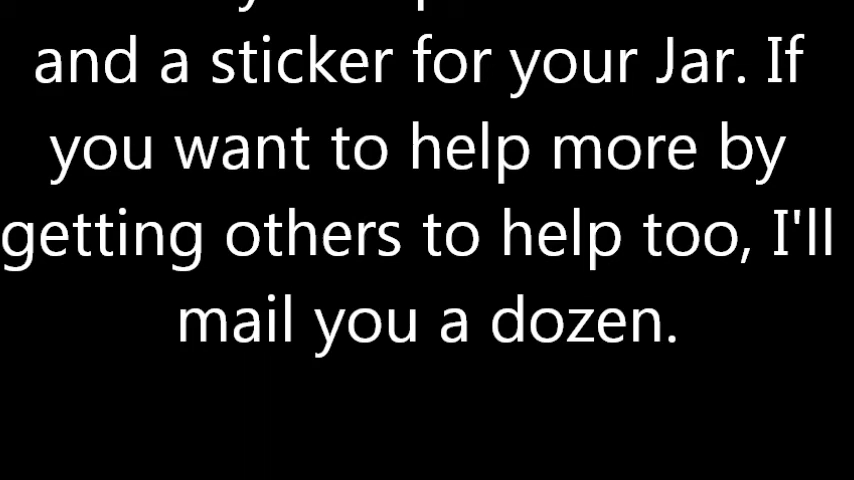 and a sticker for your Jar. If
you want to help more by
getting others to help too, I'll
mail you a dozen.